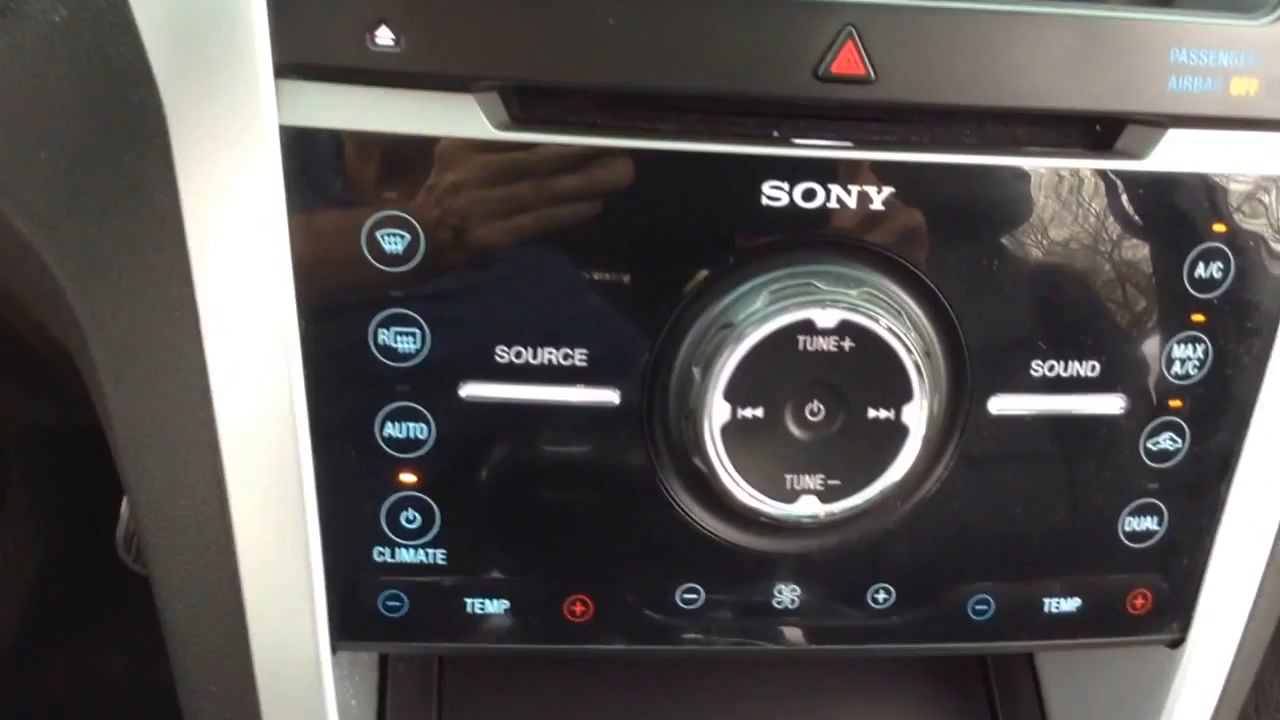 PASSENGER
AIRBAG OFF
SONY
A/C
R
TUNE+
SOURCE
SOUND
MAX
A/C
AUTO
TUNE−
DUAL
CLIMATE
− TEMP +
− +
− TEMP +